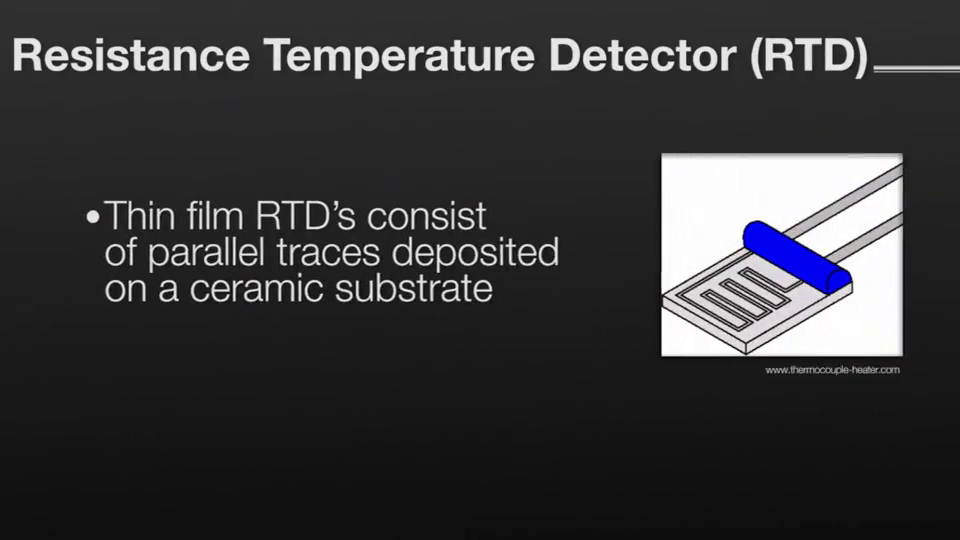 Resistance Temperature Detector (RTD)
•Thin film RTD's consist
of parallel traces deposited
on a ceramic substrate
www.thermocouple-heater.com